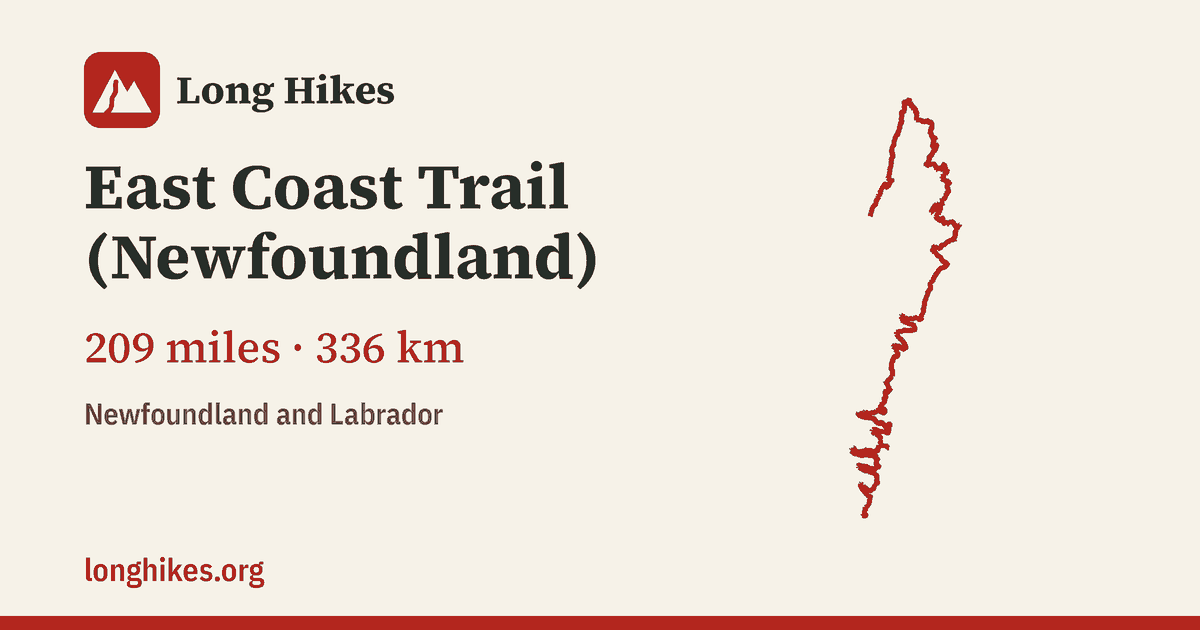 Long Hikes
East Coast Trail
(Newfoundland)
209 miles · 336 km
Newfoundland and Labrador
longhikes.org